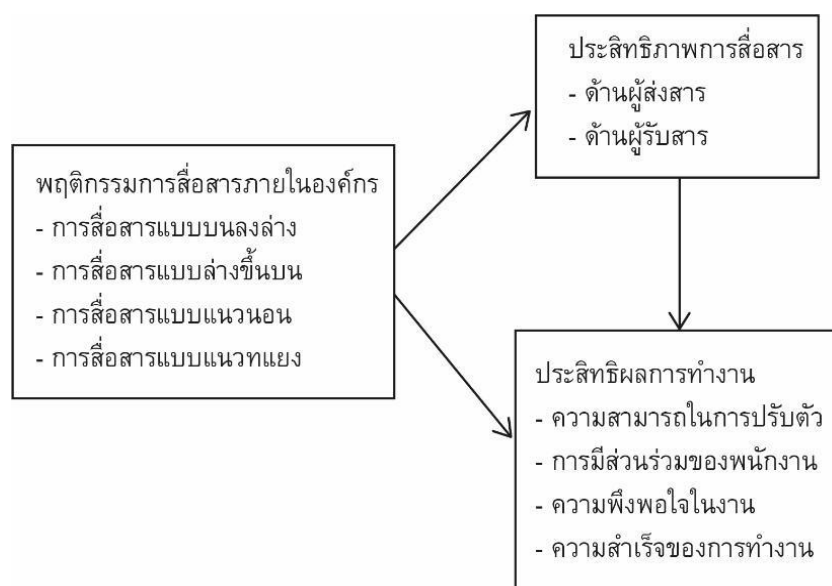 ประสิทธิภาพการสื่อสาร
- ด้านผู้ส่งสาร
- ด้านผู้รับสาร
พฤติกรรมการสื่อสารภายในองค์กร
- การสื่อสารแบบบนลงล่าง
- การสื่อสารแบบล่างขึ้นบน
- การสื่อสารแบบแนวนอน
- การสื่อสารแบบแนวทแยง
ประสิทธิผลการทำงาน
- ความสามารถในการปรับตัว
- การมีส่วนร่วมของพนักงาน
- ความพึงพอใจในงาน
- ความสำเร็จของการทำงาน